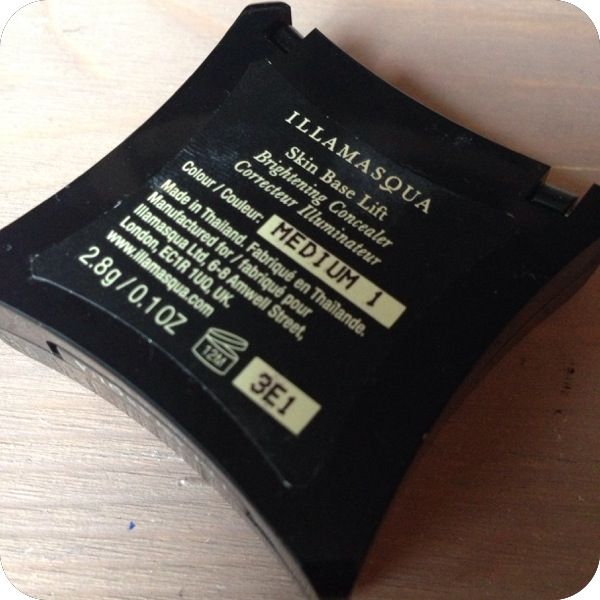 ILLAMASQUA
Skin Base Lift
Brightening Concealer
Correcteur Illuminateur
Colour / Couleur: MEDIUM 1
Made in Thailand. Fabriqué en Thaïlande.
Manufactured for / fabriqué pour
Illamasqua Ltd, 6-8 Amwell Street,
London, EC1R 1UQ, UK.
www.illamasqua.com
2.8g / 0.1OZ
12M
3E1